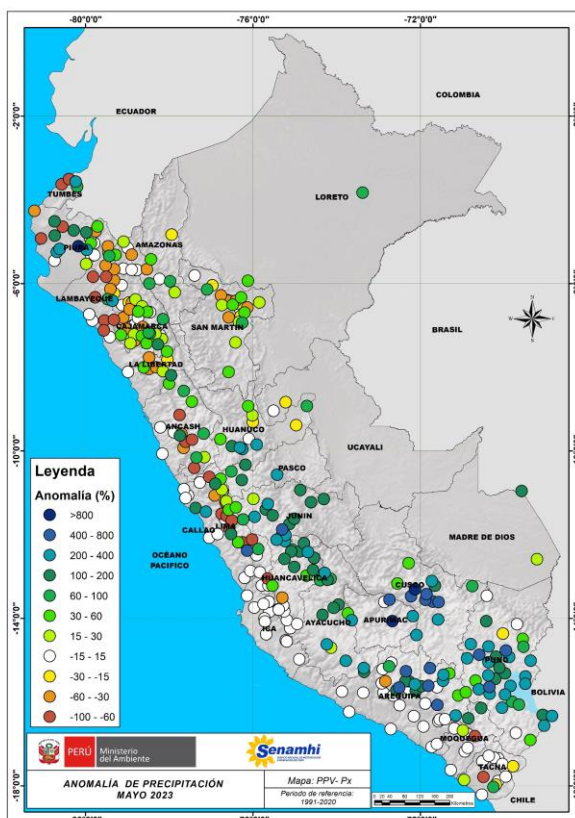 -80°0'0"
-76°0'0"
-72°0'0"
COLOMBIA
ECUADOR
-2°0'0"
LORETO
TUMBES
AMAZONAS
PIURA
-6°0'0"
LAMBAYEQUE
CAJAMARCA
SAN MARTIN
BRASIL
LA LIBERTAD
ANCASH
HUANUCO
UCAYALI
-10°0'0"
PASCO
JUNIN
LIMA
CALLAO
MADRE DE DIOS
OCÉANO
PACIFICO
HUANCAVELICA
CUSCO
-14°0'0"
ICA
AYACUCHO
APURIMAC
PUNO
BOLIVIA
AREQUIPA
MOQUEGUA
TACNA
-18°0'0"
CHILE
Leyenda
Anomalía (%)
>800
400 - 800
200 - 400
100 - 200
60 - 100
30 - 60
15 - 30
-15 - 15
-30 - -15
-60 - -30
-100 - -60
PERÚ
Ministerio
del Ambiente
Senamhi
ANOMALÍA DE PRECIPITACIÓN
MAYO 2023
Mapa: PPV- Px
Periodo de referencia:
1991-2020